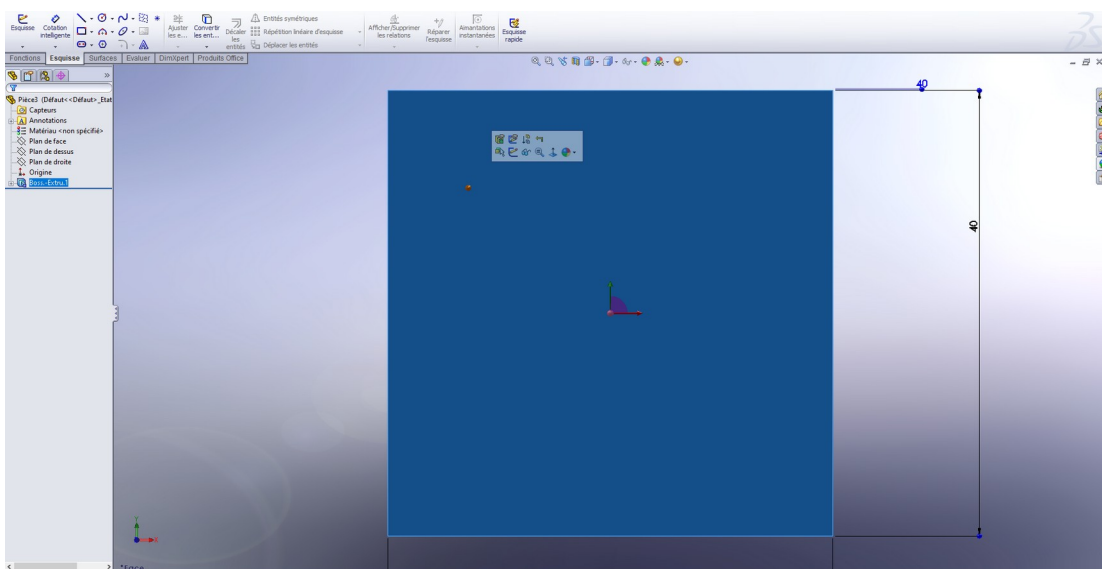 Esquisse
Cotation intelligente
Ajuster les e...
Convertir les ent...
Décaler les entités
Entités symétriques
Répétition linéaire d'esquisse
Déplacer les entités
Afficher/Supprimer les relations
Réparer l'esquisse
Aimantations instantanées
Esquisse rapide
Fonctions Esquisse Surfaces Evaluer DimXpert Produits Office
Pièce3 (Défaut<<Défaut>_Etat
Capteurs
Annotations
Matériau <non spécifié>
Plan de face
Plan de dessus
Plan de droite
Origine
Boss.-Extru.1
40
40
Y
X
*Face